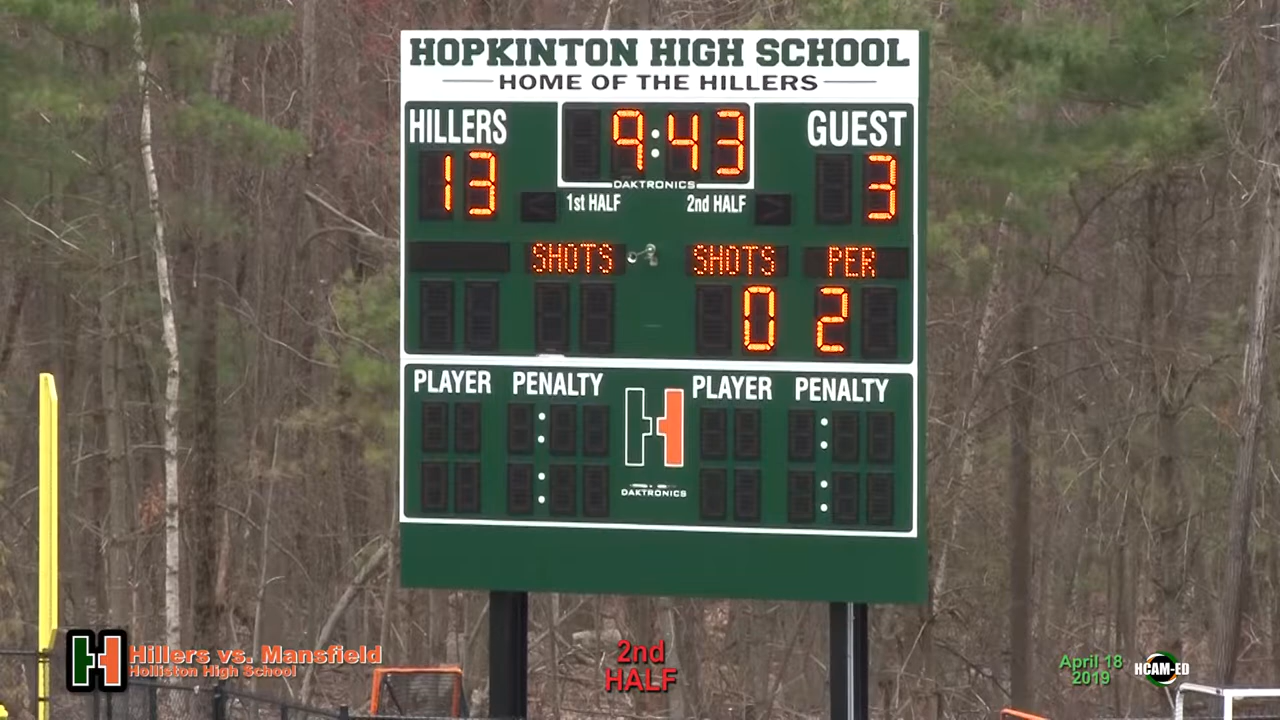 HOPKINTON HIGH SCHOOL
HOME OF THE HILLERS
HILLERS 9:43 GUEST
13 DAKTRONICS 3
1st HALF 2nd HALF
SHOTS SHOTS PER
0 2
PLAYER PENALTY PLAYER PENALTY
H
DAKTRONICS
H Hillers vs. Mansfield
Holliston High School
2nd
HALF
April 18
2019
HCAM-ED